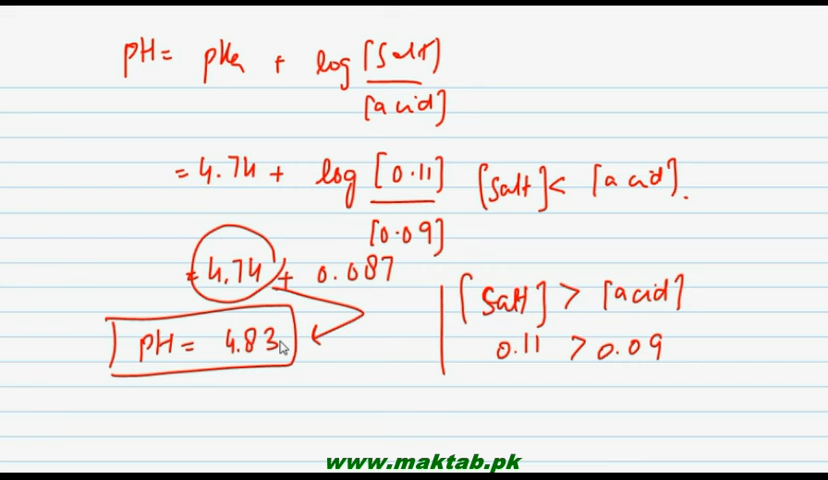 pH = pKa + log [Salt]
[acid]
= 4.74 + log [0.11] [Salt] < [acid].
[0.09]
= 4.74 + 0.087
[Salt] > [acid]
pH = 4.83
0.11 > 0.09
www.maktab.pk